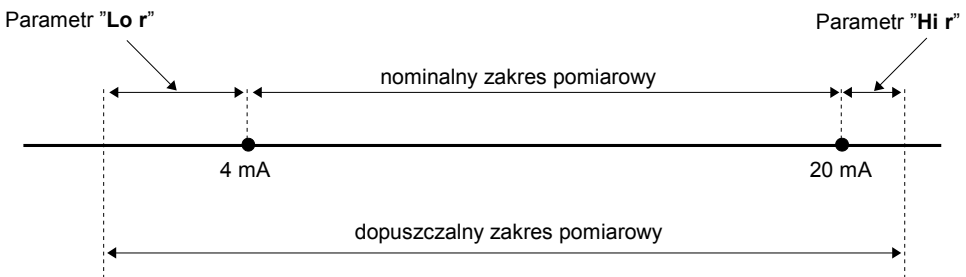 Parametr "Lo r"
Parametr "Hi r"
nominalny zakres pomiarowy
4 mA
20 mA
dopuszczalny zakres pomiarowy